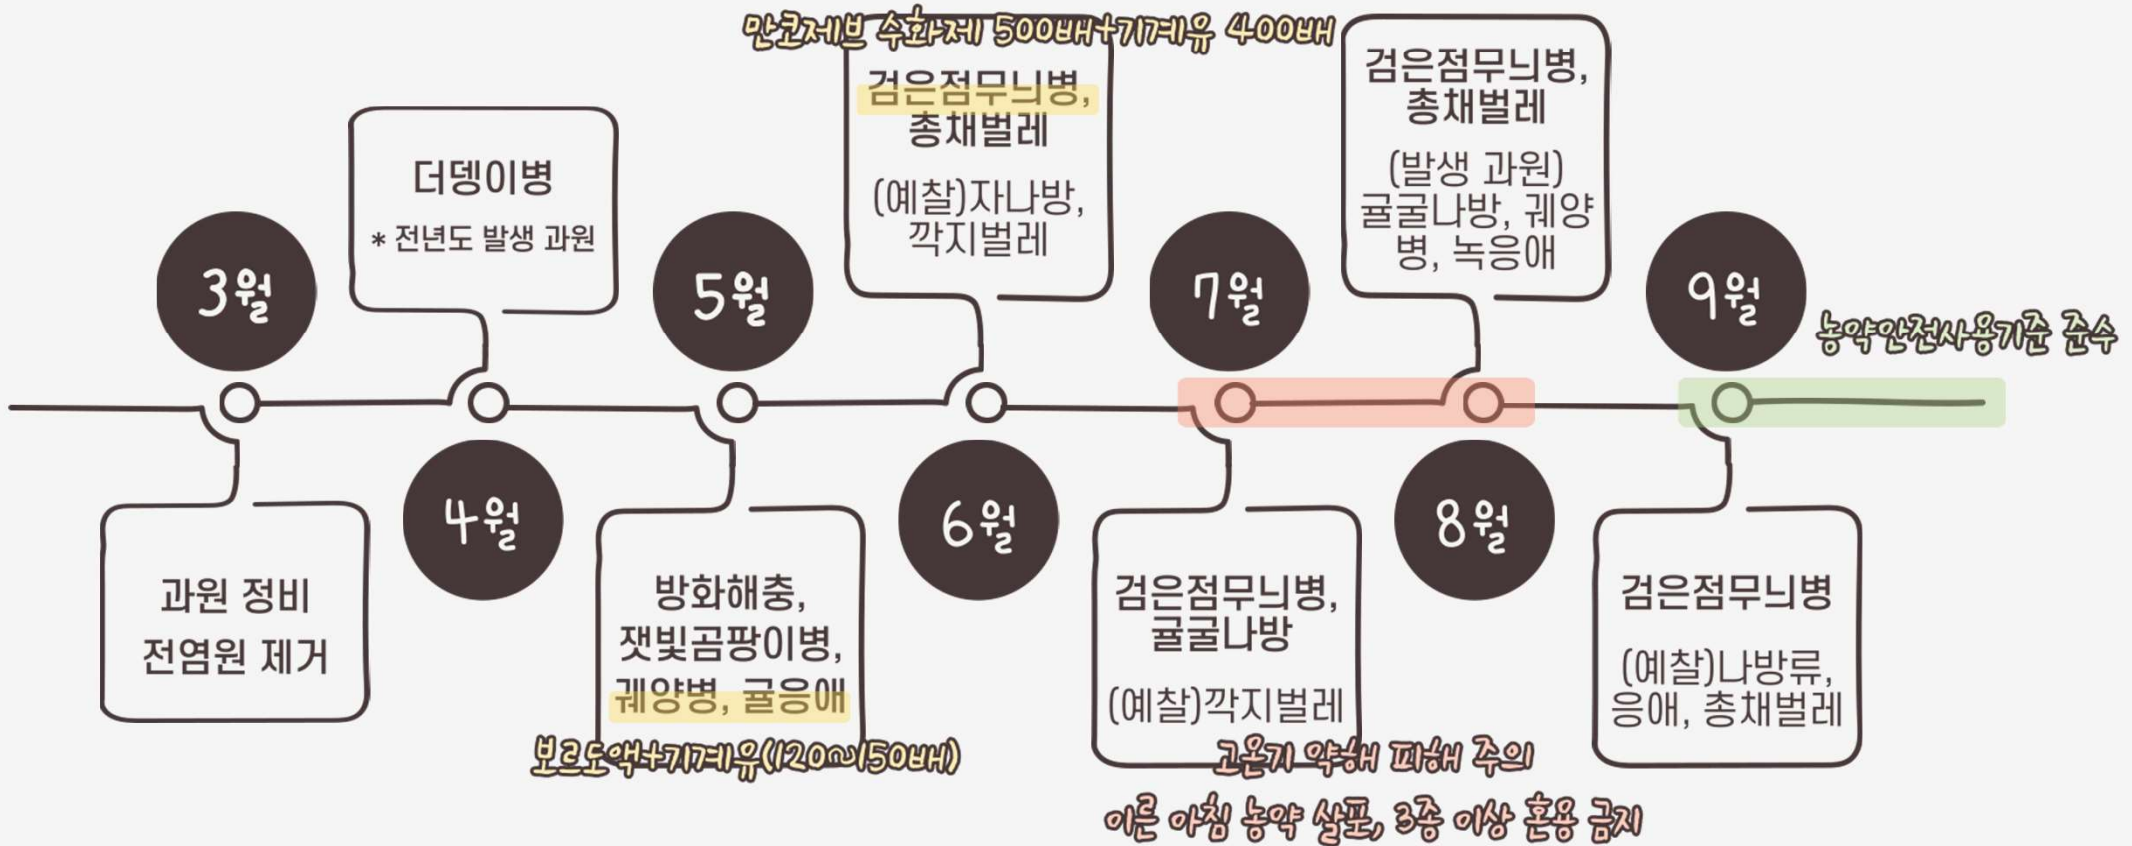 3월
과원 정비
전염원 제거
더뎅이병
* 전년도 발생 과원
4월
5월
방화해충,
잿빛곰팡이병,
궤양병, 귤응애
보르도액+기계유(120~150배)
만코제브 수화제 500배+기계유 400배
검은점무늬병,
총채벌레
(예찰)자나방,
깍지벌레
6월
7월
검은점무늬병,
귤굴나방
(예찰)깍지벌레
고온기 약해 피해 주의
이른 아침 농약 살포, 3종 이상 혼용 금지
검은점무늬병,
총채벌레
(발생 과원)
귤굴나방, 궤양
병, 녹응애
8월
9월
농약안전사용기준 준수
검은점무늬병
(예찰)나방류,
응애, 총채벌레